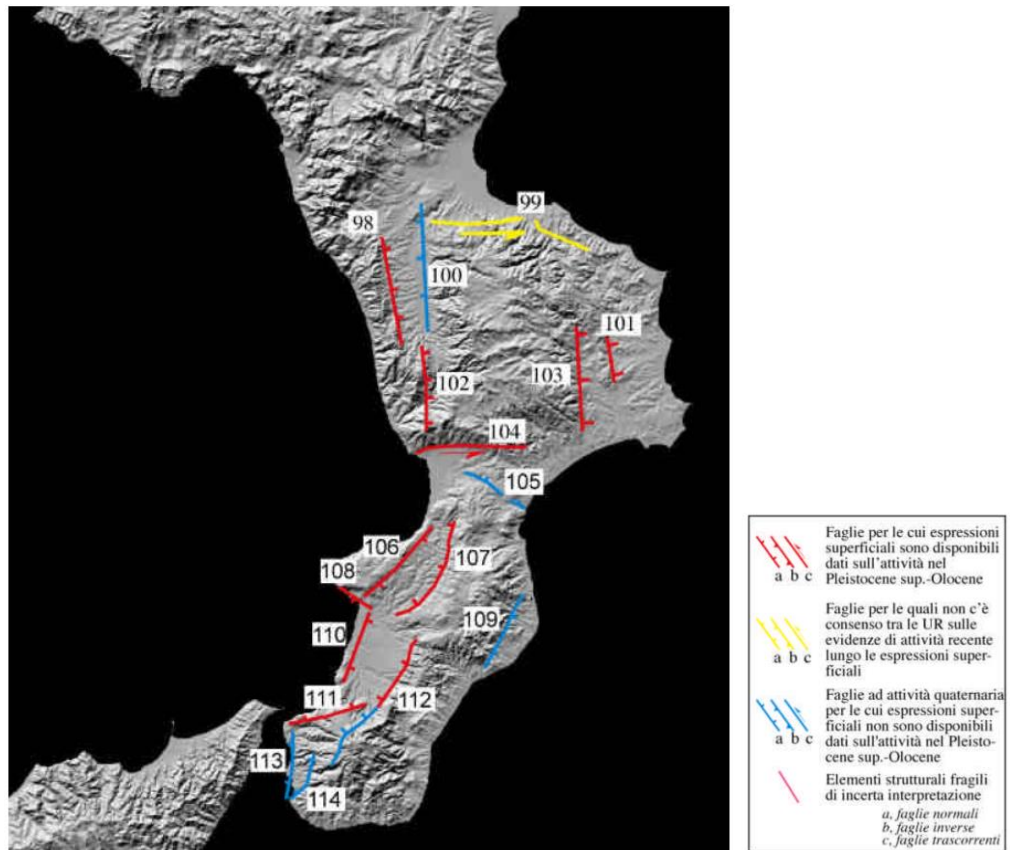 99
98
100
101
103
102
104
105
106
107
108
109
110
111
112
113
114
Faglie per le cui espressioni
superficiali sono disponibili
dati sull'attività nel
Pleistocene sup.-Olocene
a b c
Faglie per le quali non c'è
consenso tra le UR sulle
evidenze di attività recente
lungo le espressioni super-
ficiali
a b c
Faglie ad attività quaternaria
per le cui espressioni super-
ficiali non sono disponibili
dati sull'attività nel Pleisto-
cene sup.-Olocene
a b c
Elementi strutturali fragili
di incerta interpretazione
a, faglie normali
b, faglie inverse
c, faglie trascorrenti